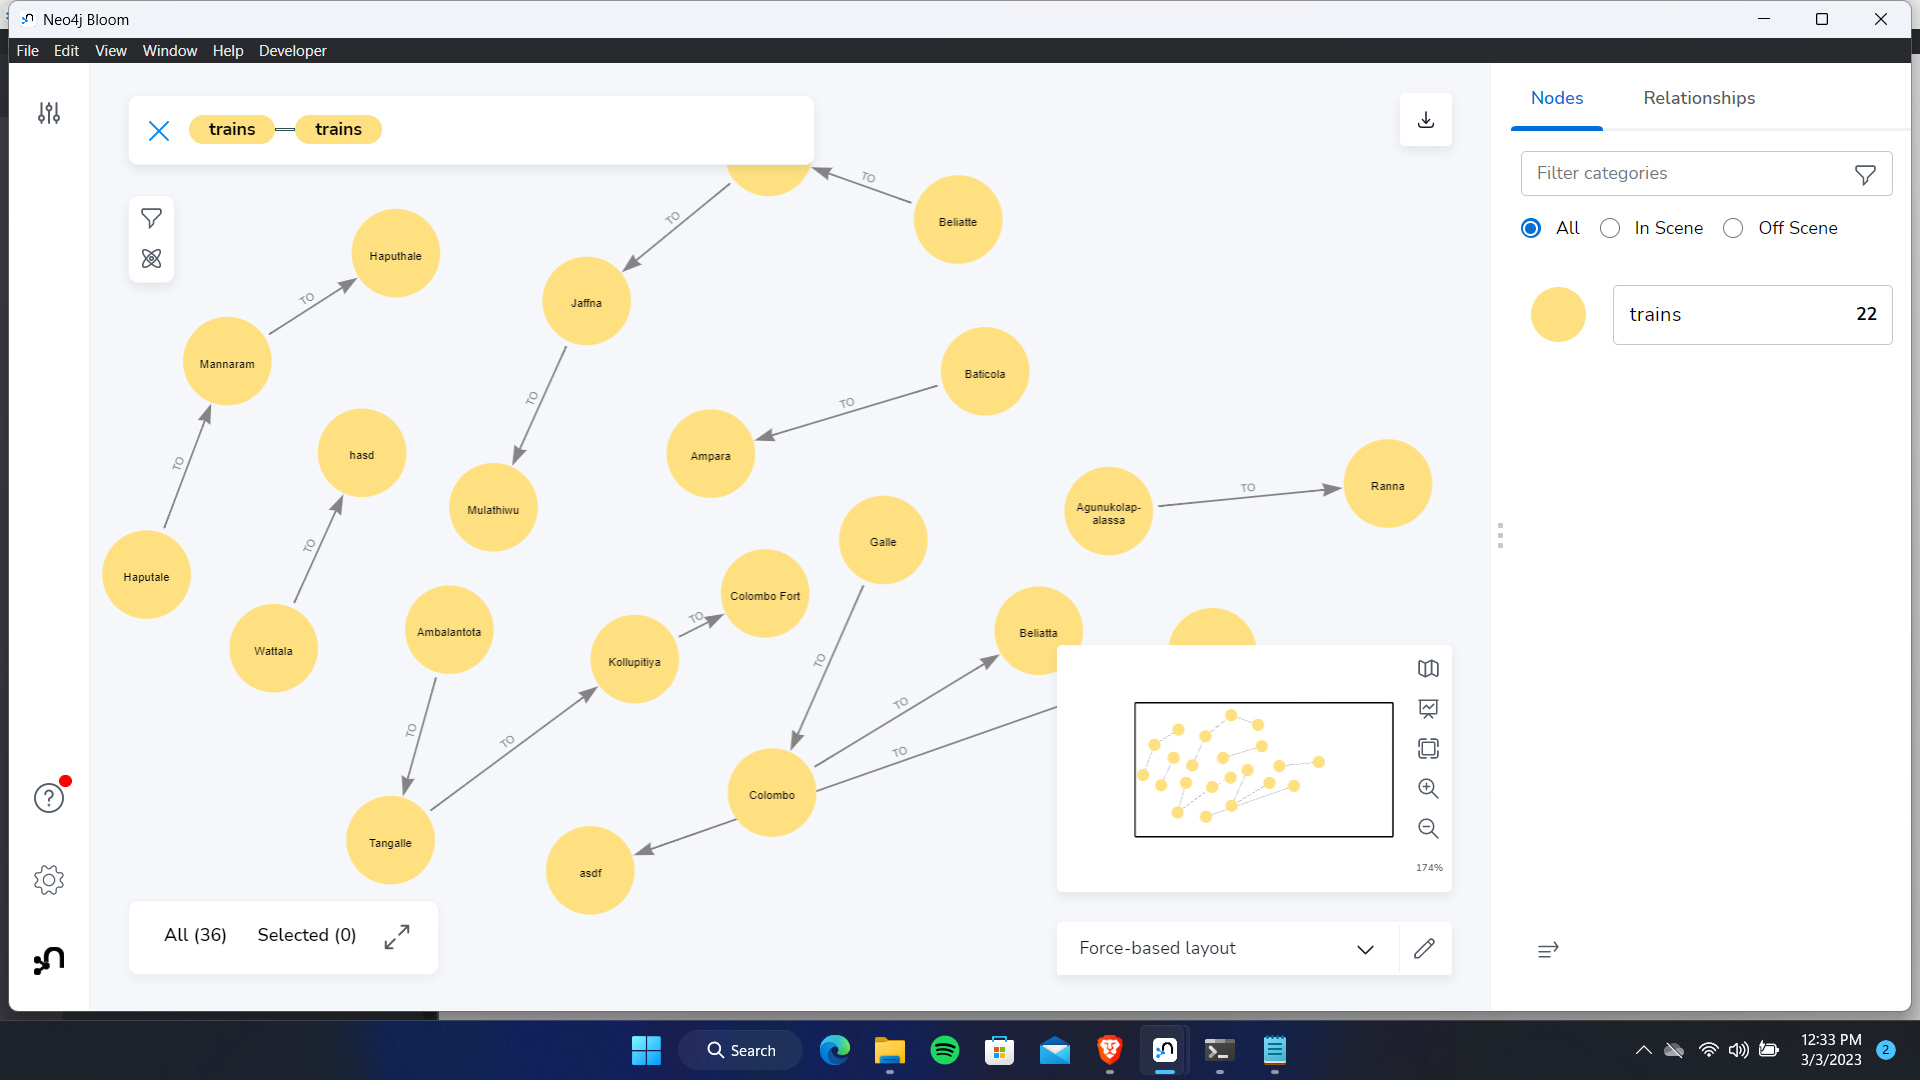 Neo4j Bloom
File Edit View Window Help Developer
trains trains
Nodes Relationships
Filter categories
All In Scene Off Scene
trains 22
TO
Beliatte
TO
Haputhale
TO
Jaffna
Mannaram
TO
Baticola
TO
Ampara
hasd
TO
Mulathiwu
Agunukolap-
alassa
TO
Ranna
Galle
TO
Haputale
Colombo Fort
TO
Ambalantota
Beliatta
Wattala
Kollupitiya
TO
TO
TO
TO
TO
Colombo
Tangalle
asdf
174%
All (36) Selected (0)
Force-based layout
Search
12:33 PM
3/3/2023
2